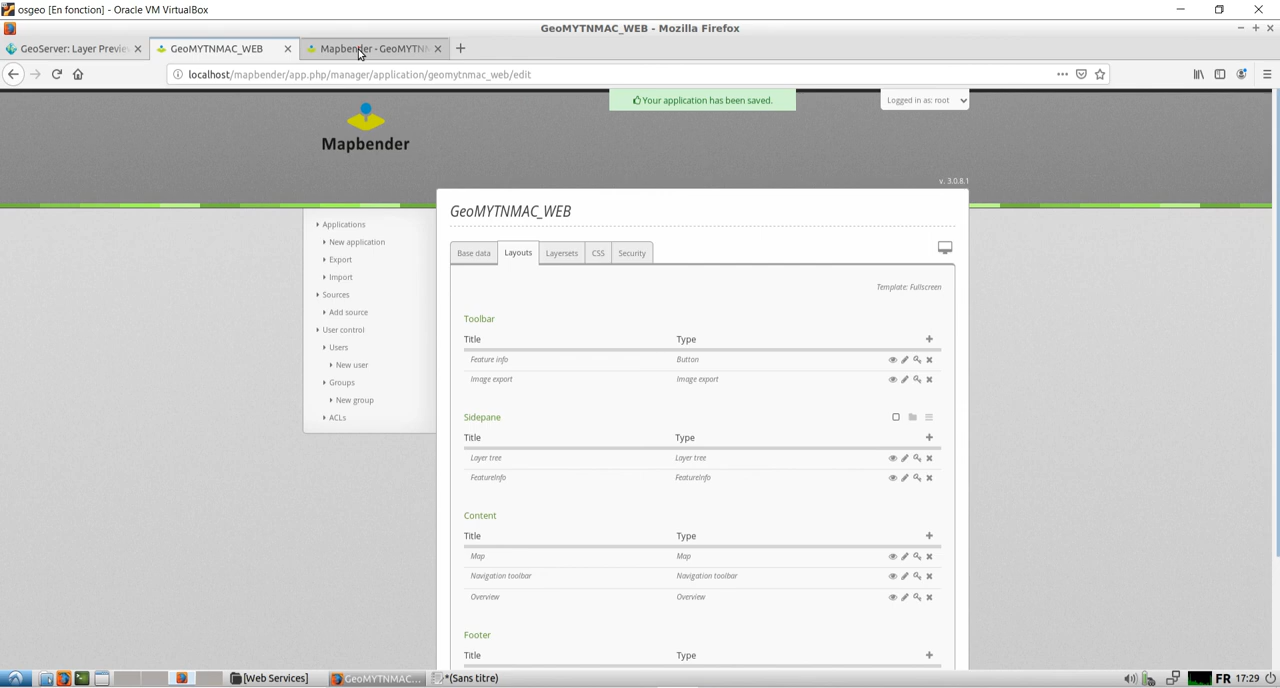 osgeo [En fonction] - Oracle VM VirtualBox
GeoMYTNMAC_WEB - Mozilla Firefox
GeoServer: Layer Previe
GeoMYTNMAC_WEB
Mapbender - GeoMYTNM
localhost/mapbender/app.php/manager/application/geomytnmac_web/edit
Your application has been saved.
Logged in as: root
Mapbender
v. 3.0.8.1
Applications
New application
Export
Import
Sources
Add source
User control
Users
New user
Groups
New group
ACLs
GeoMYTNMAC_WEB
Base data Layouts Layersets CSS Security
Template: Fullscreen
Toolbar
Title Type
Feature info Button
Image export Image export
Sidepane
Title Type
Layer tree Layer tree
FeatureInfo FeatureInfo
Content
Title Type
Map Map
Navigation toolbar Navigation toolbar
Overview Overview
Footer
Title Type
[Web Services]
GeoMYTNMAC...
*(Sans titre)
FR 17:29